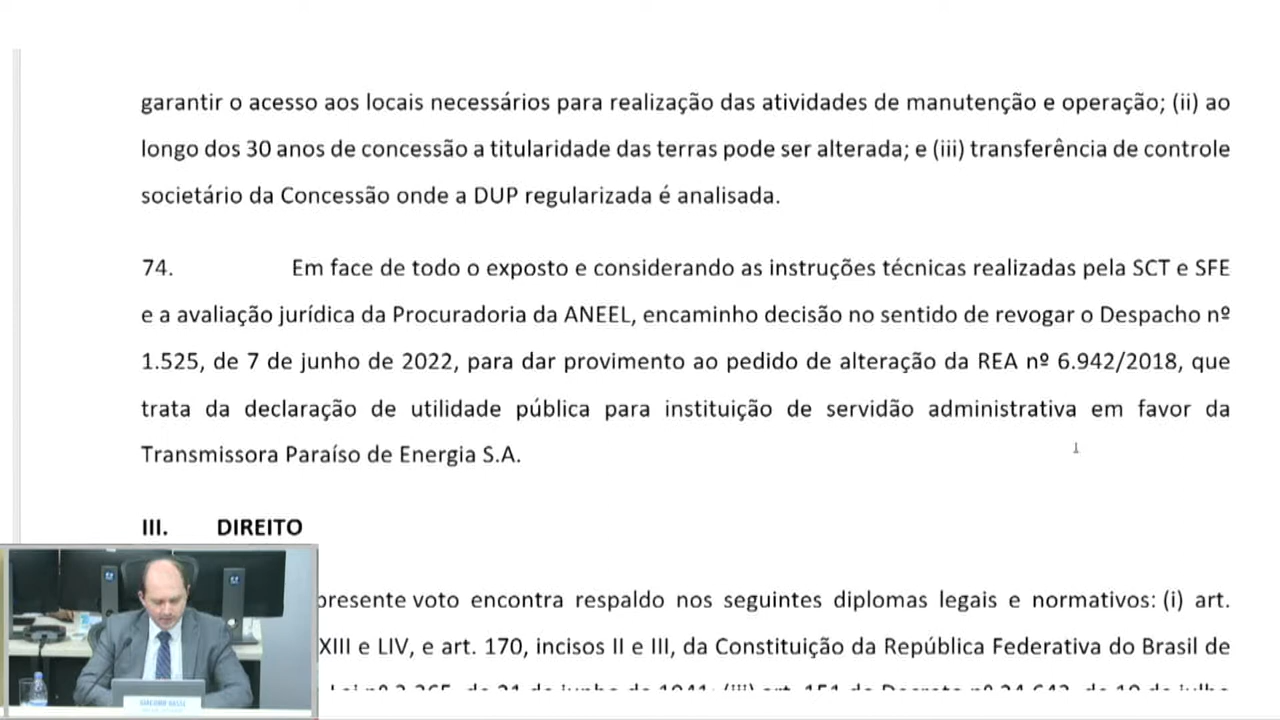 garantir o acesso aos locais necessários para realização das atividades de manutenção e operação; (ii) ao
longo dos 30 anos de concessão a titularidade das terras pode ser alterada; e (iii) transferência de controle
societário da Concessão onde a DUP regularizada é analisada.
74. Em face de todo o exposto e considerando as instruções técnicas realizadas pela SCT e SFE
e a avaliação jurídica da Procuradoria da ANEEL, encaminho decisão no sentido de revogar o Despacho nº
1.525, de 7 de junho de 2022, para dar provimento ao pedido de alteração da REA nº 6.942/2018, que
trata da declaração de utilidade pública para instituição de servidão administrativa em favor da
Transmissora Paraíso de Energia S.A.
III. DIREITO
presente voto encontra respaldo nos seguintes diplomas legais e normativos: (i) art.
XIII e LIV, e art. 170, incisos II e III, da Constituição da República Federativa do Brasil de